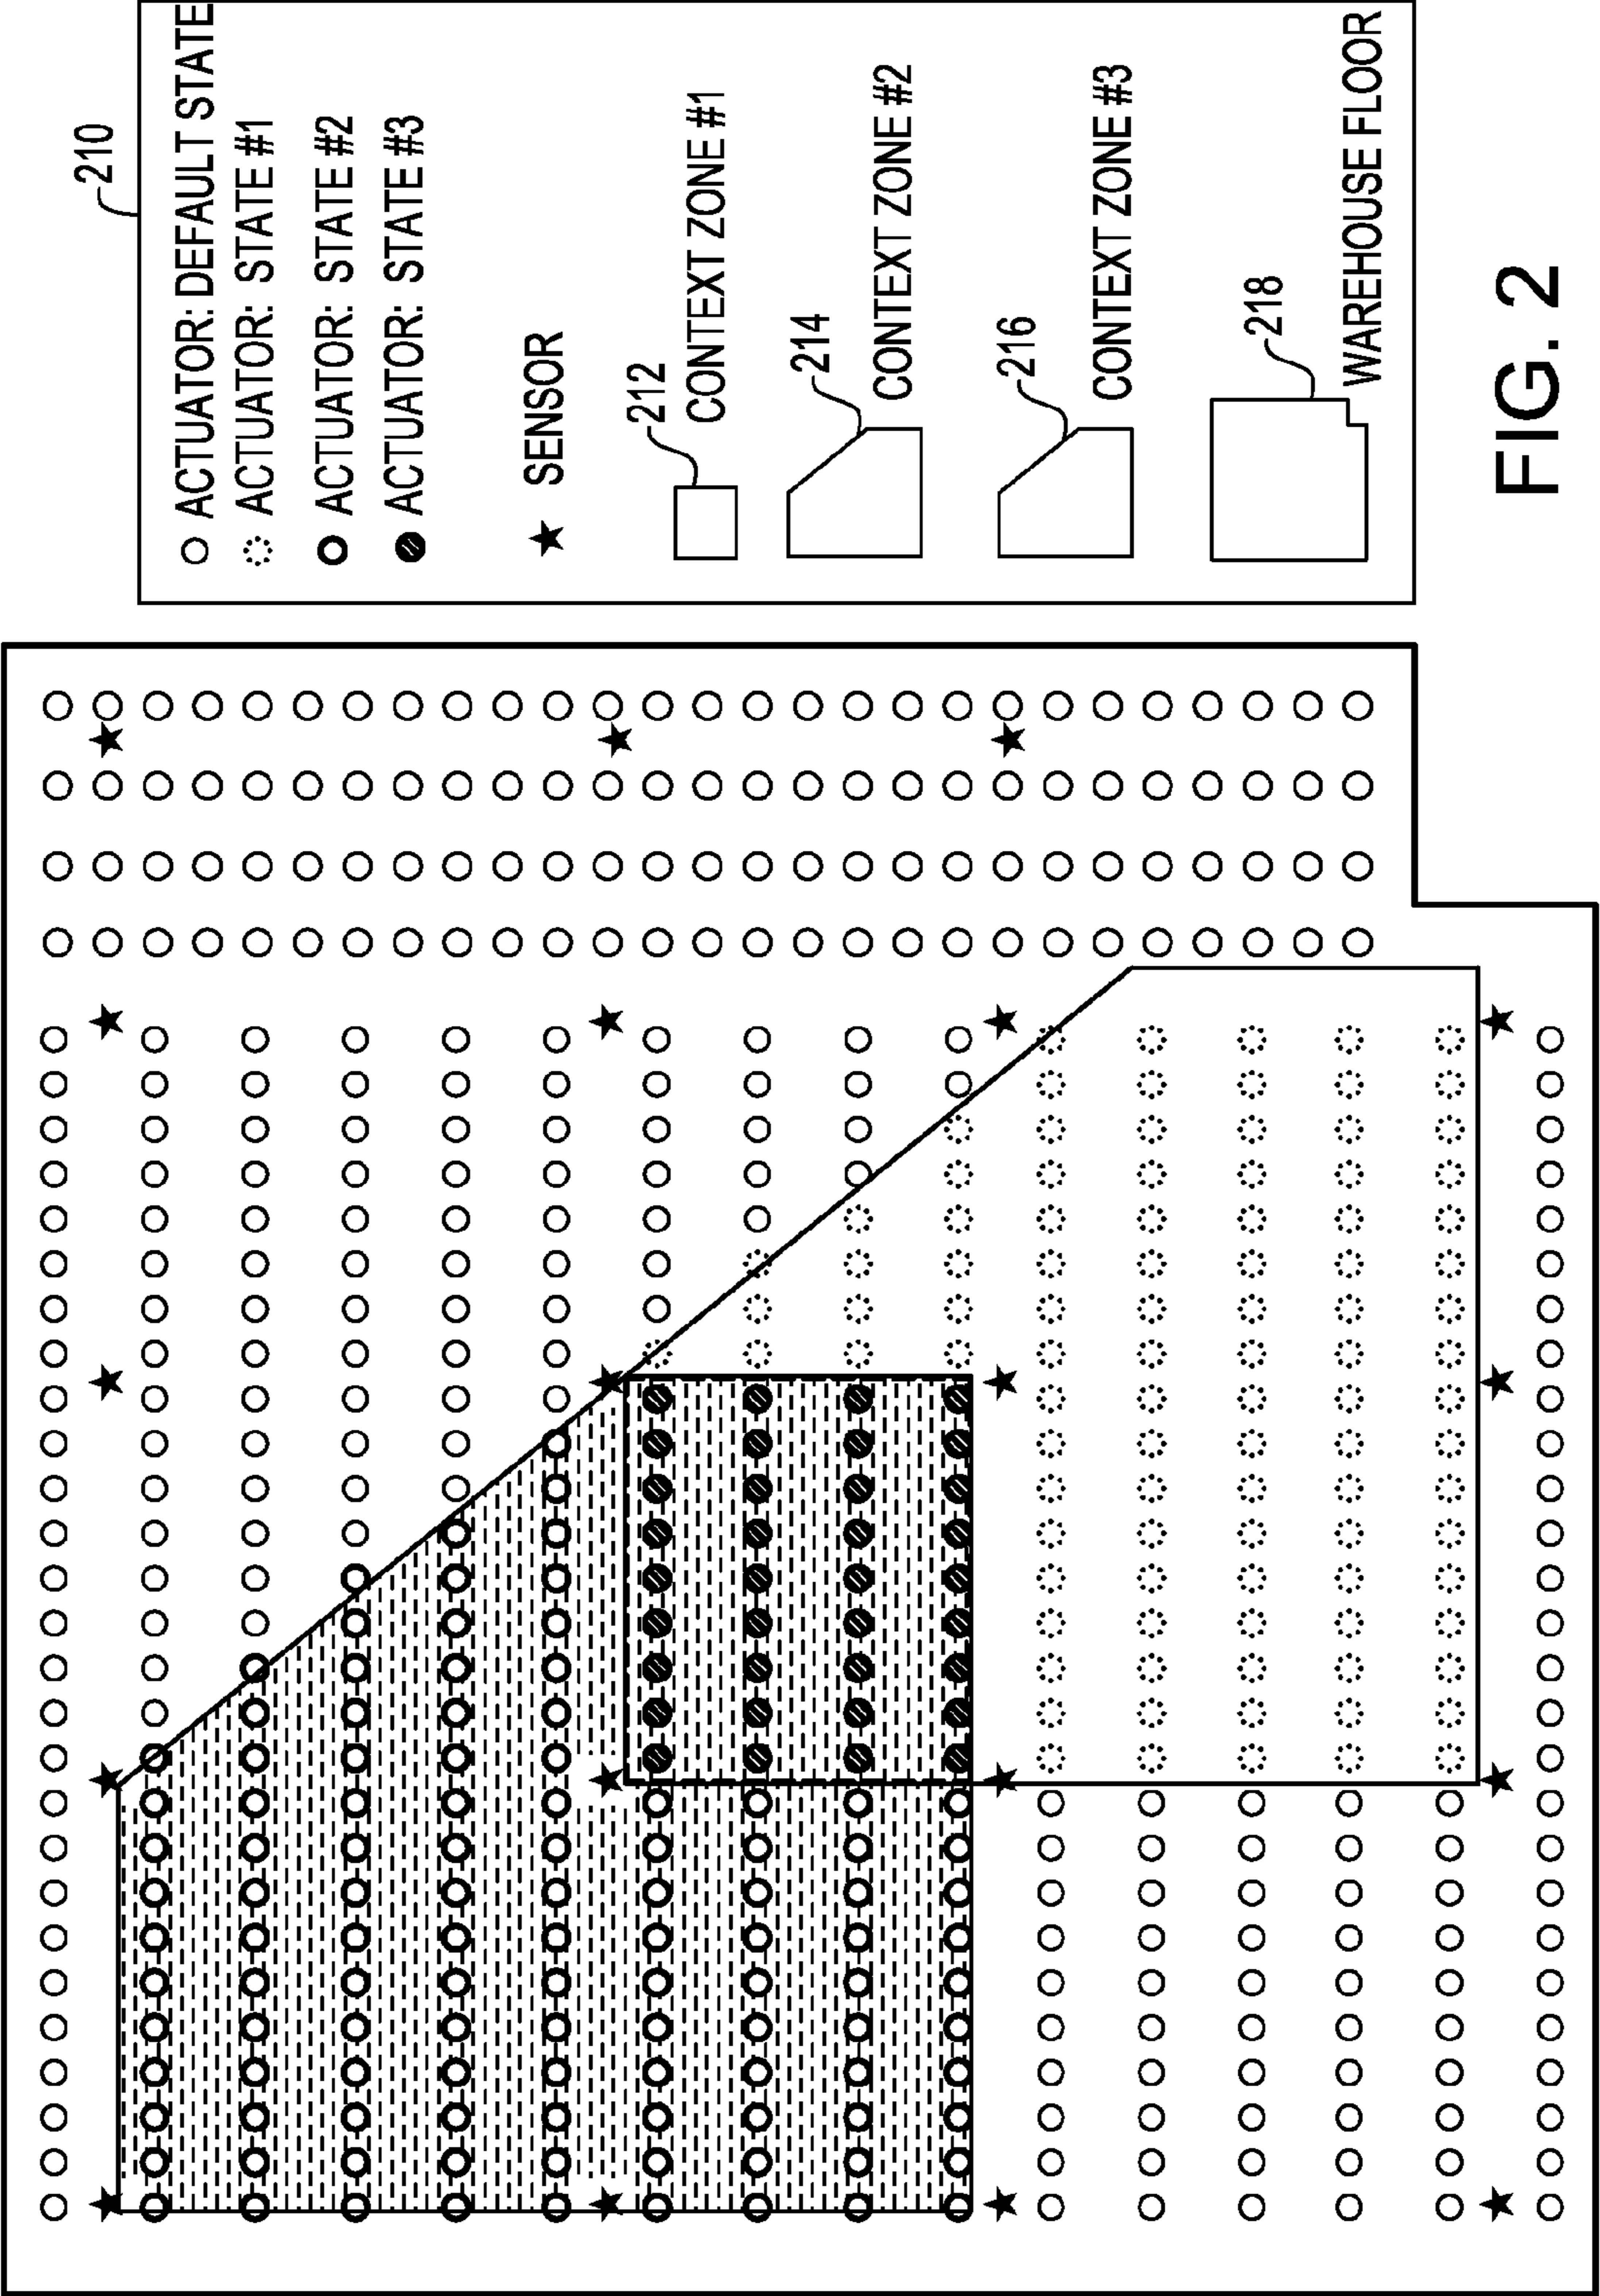 210
ACTUATOR: DEFAULT STATE
ACTUATOR: STATE #1
ACTUATOR: STATE #2
ACTUATOR: STATE #3
SENSOR
212
CONTEXT ZONE #1
214
CONTEXT ZONE #2
216
CONTEXT ZONE #3
218
WAREHOUSE FLOOR
FIG. 2